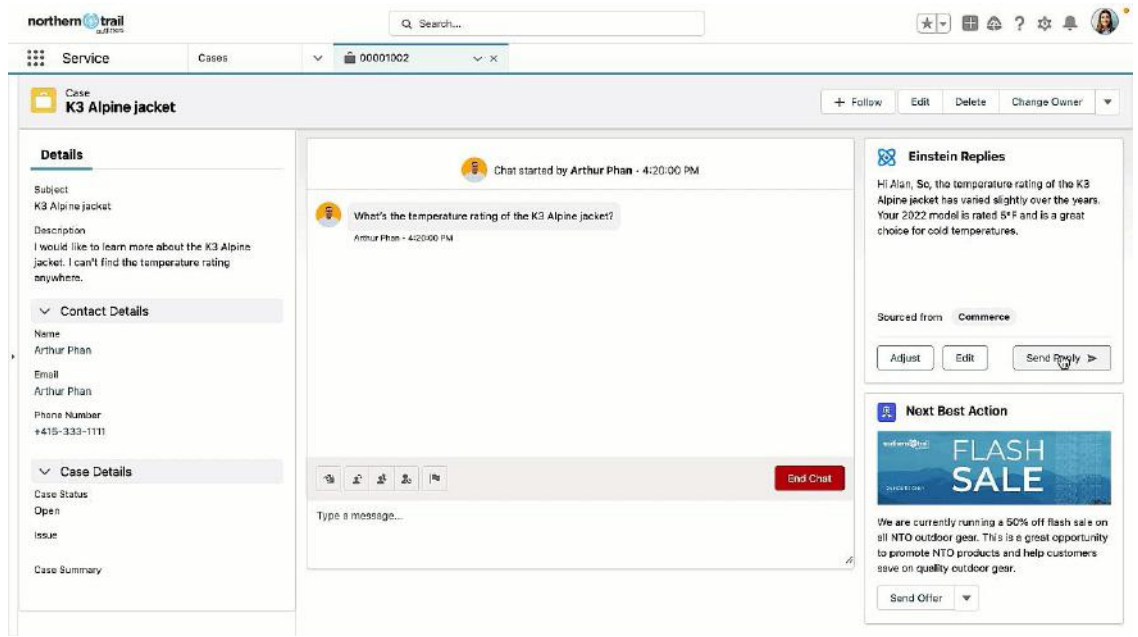 northern trail
outfitters
Search...
?
Service
Cases
00001002
Case
K3 Alpine jacket
+ Follow
Edit
Delete
Change Owner
Details
Subject
K3 Alpine jacket
Description
I would like to learn more about the K3 Alpine
jacket. I can't find the temperature rating
anywhere.
Contact Details
Name
Arthur Phan
Email
Arthur Phan
Phone Number
+415-333-1111
Case Details
Case Status
Open
Issue
Case Summary
Chat started by Arthur Phan - 4:20:00 PM
What's the temperature rating of the K3 Alpine jacket?
Arthur Phan - 4:20:00 PM
End Chat
Type a message...
Einstein Replies
Hi Alan, So, the temperature rating of the K3
Alpine jacket has varied slightly over the years.
Your 2022 model is rated 5°F and is a great
choice for cold temperatures.
Sourced from Commerce
Adjust
Edit
Send Reply
Next Best Action
northern trail
FLASH
SALE
We are currently running a 50% off flash sale on
all NTO outdoor gear. This is a great opportunity
to promote NTO products and help customers
save on quality outdoor gear.
Send Offer